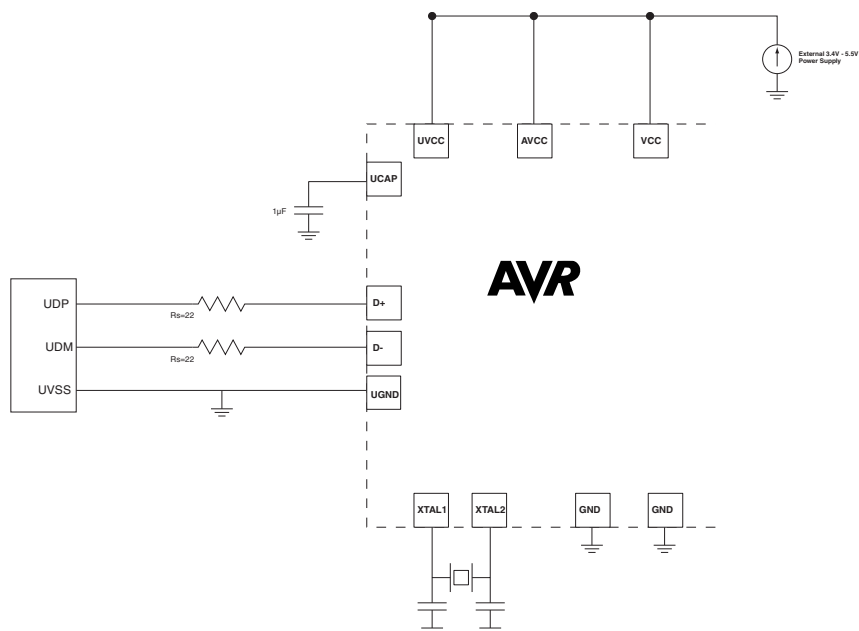 External 3.4V - 5.5V
Power Supply
UVCC
AVCC
VCC
UCAP
1µF
AVR
UDP
Rs=22
D+
UDM
Rs=22
D-
UVSS
UGND
XTAL1
XTAL2
GND
GND